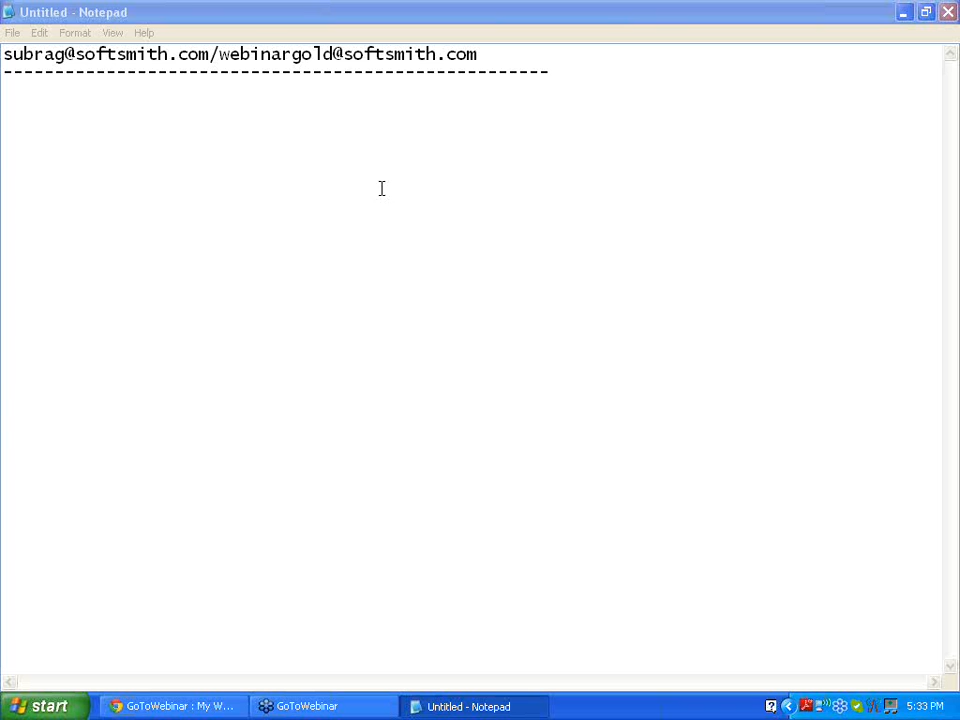 Untitled - Notepad
File Edit Format View Help
subrag@softsmith.com/webinargold@softsmith.com
-----------------------------------------------------
start GoToWebinar : My W... GoToWebinar Untitled - Notepad 5:33 PM